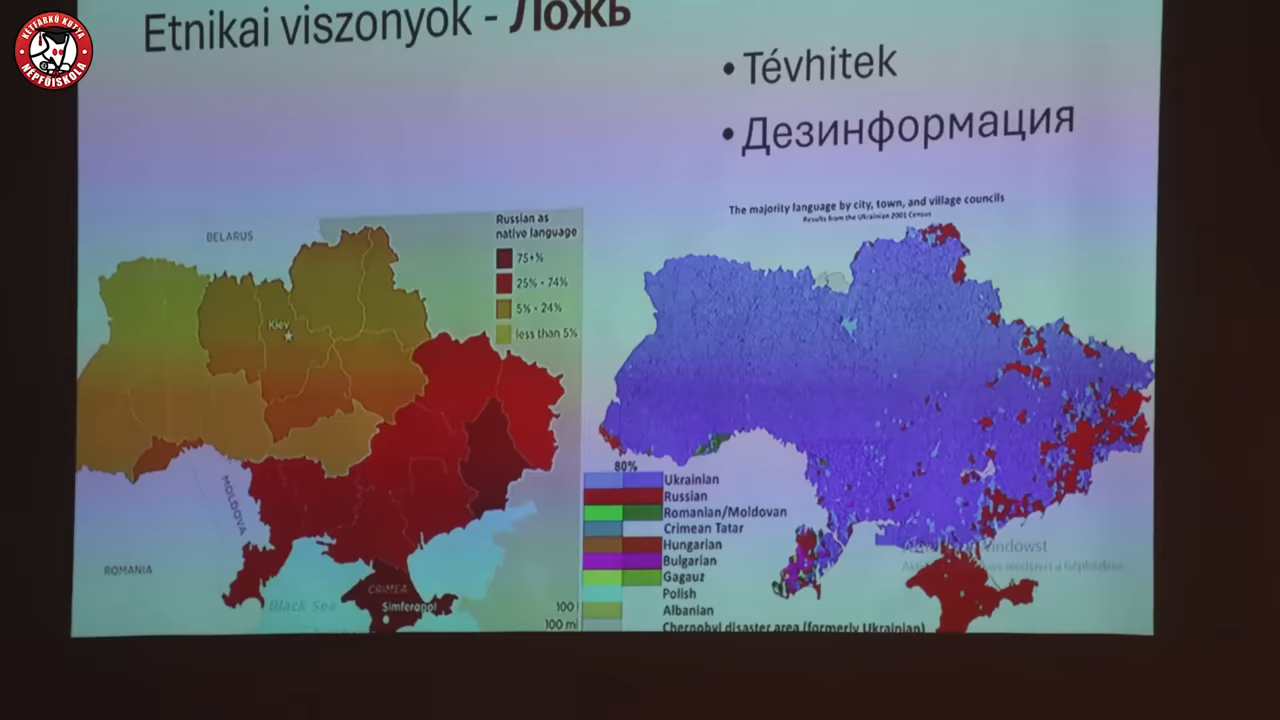 KÉTFARKÚ KUTYA
NÉPFŐISKOLA
Etnikai viszonyok - Ложь
• Tévhitek
• Дезинформация
Russian as
native language
75+%
25% - 74%
5% - 24%
less than 5%
BELARUS
Kiev
MOLDOVA
ROMANIA
CRIMEA
Simferopol
Black Sea
100
100 mi
The majority language by city, town, and village councils
Results from the Ukrainian 2001 Census
80%
Ukrainian
Russian
Romanian/Moldovan
Crimean Tatar
Hungarian
Bulgarian
Gagauz
Polish
Albanian
Chernobyl disaster area (formerly Ukrainian)